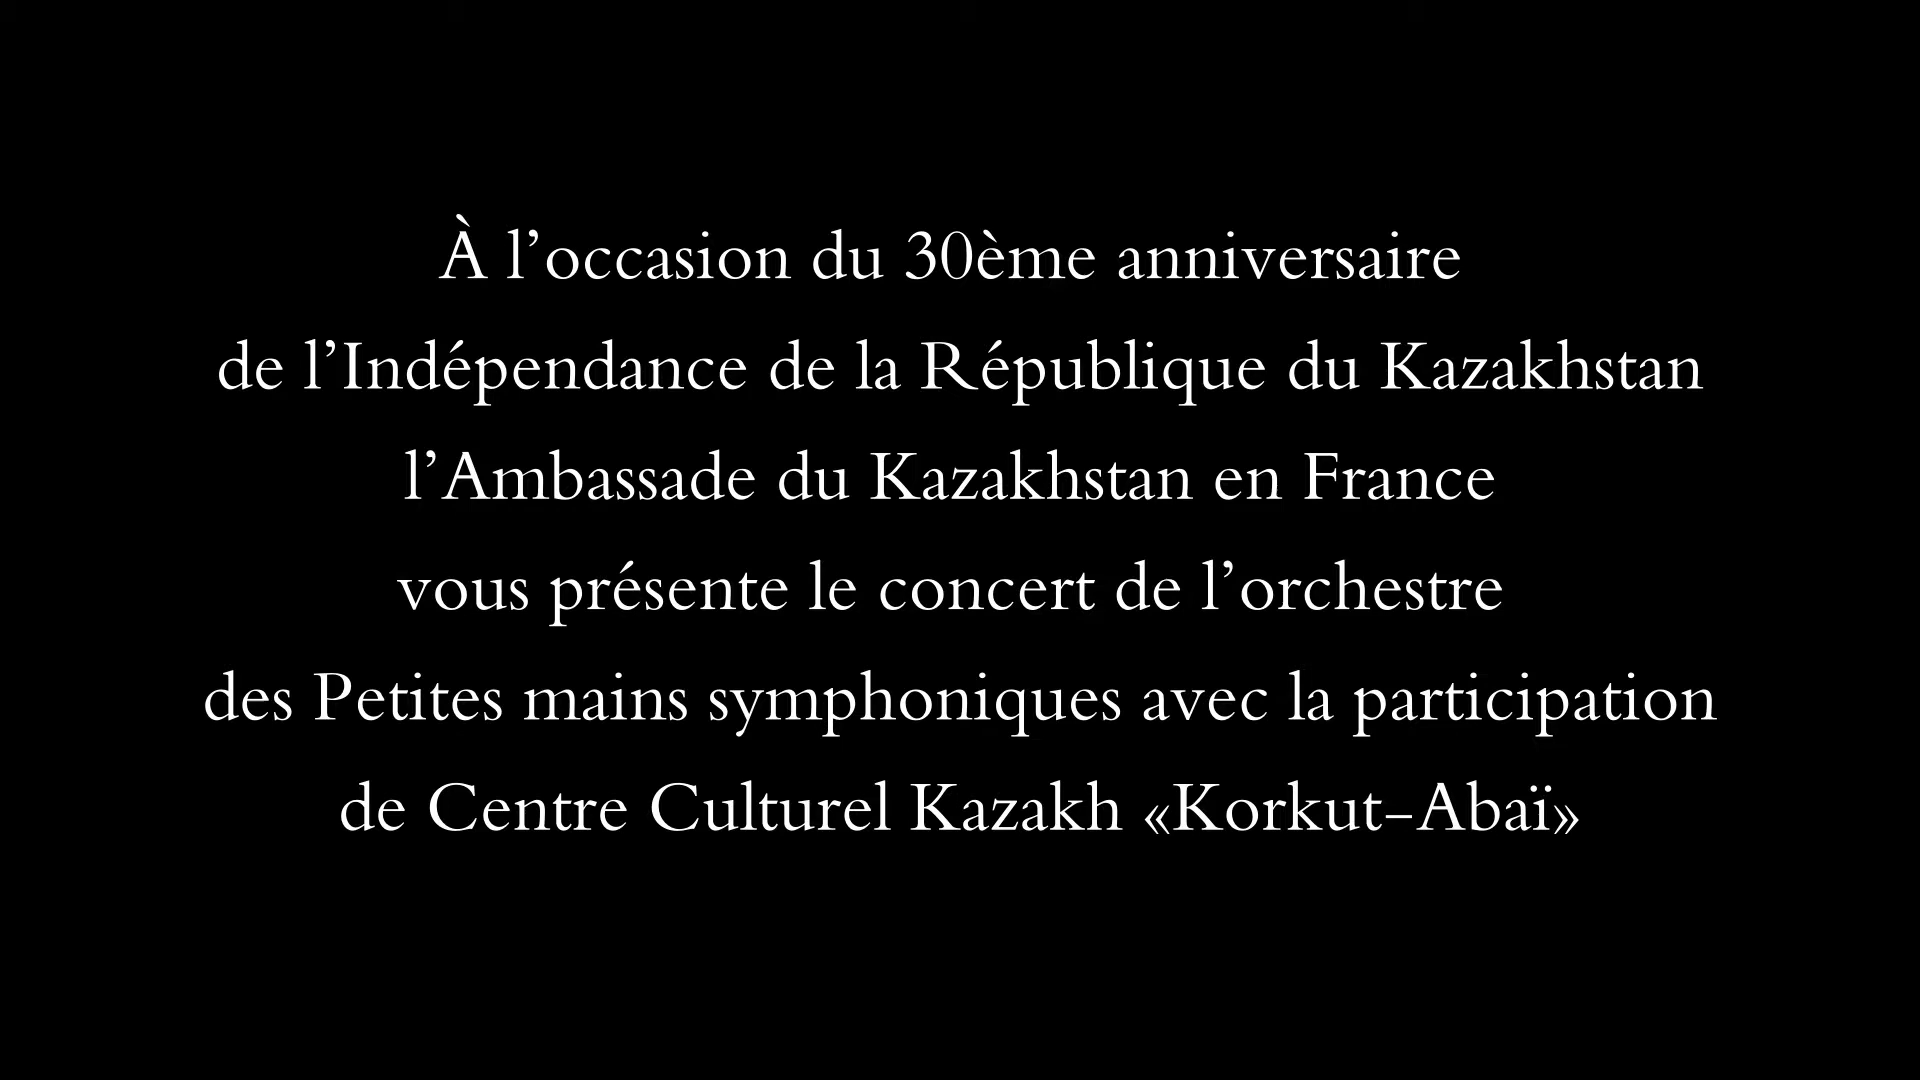 À l’occasion du 30ème anniversaire
de l’Indépendance de la République du Kazakhstan
l’Ambassade du Kazakhstan en France
vous présente le concert de l’orchestre
des Petites mains symphoniques avec la participation
de Centre Culturel Kazakh «Korkut-Abaï»